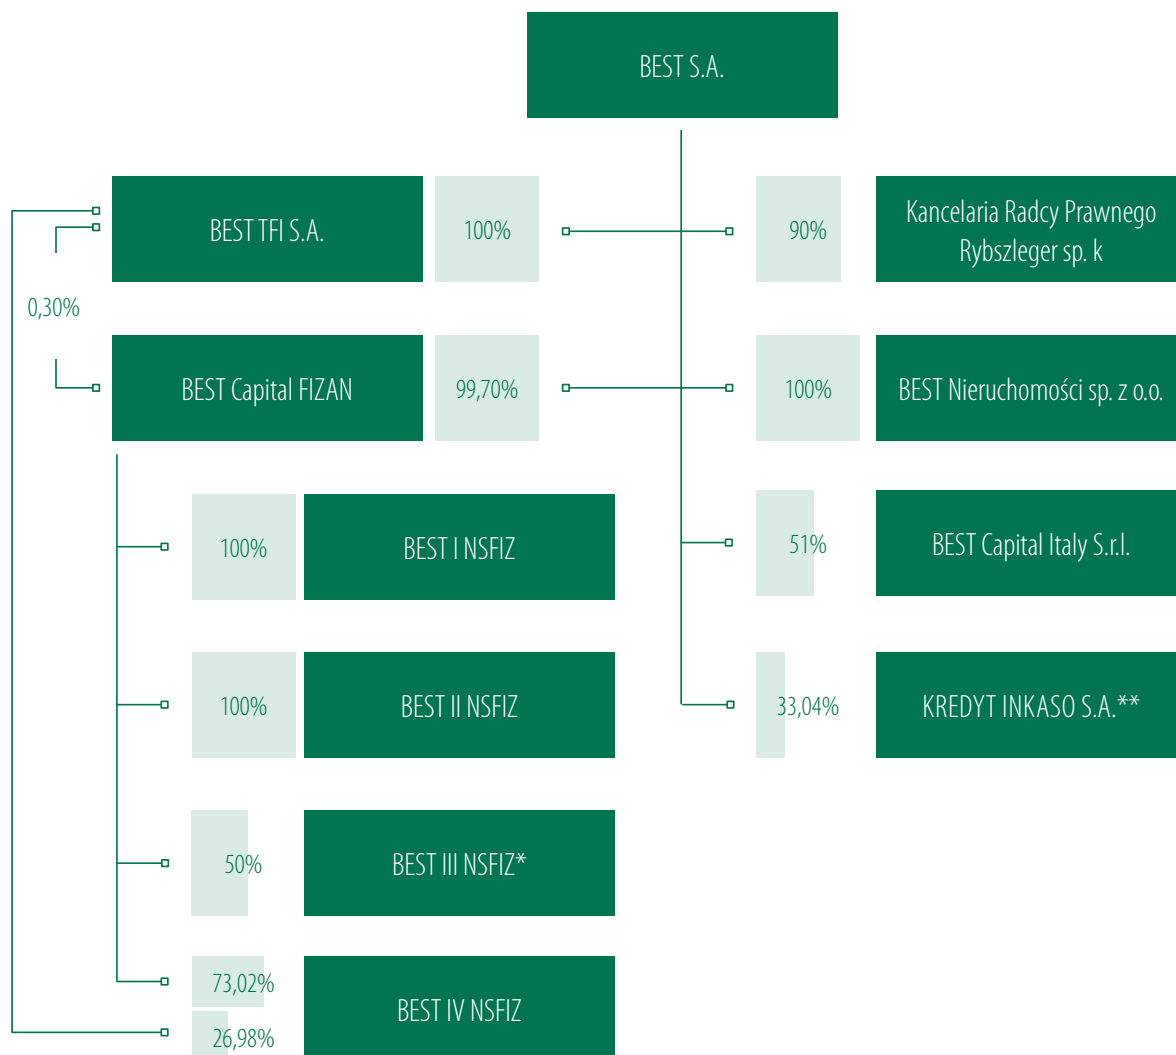 BEST S.A.
BEST TFI S.A.
100%
90%
Kancelaria Radcy Prawnego
Rybszleger sp. k
0,30%
BEST Capital FIZAN
99,70%
100%
BEST Nieruchomości sp. z o.o.
100%
BEST I NSFIZ
51%
BEST Capital Italy S.r.l.
100%
BEST II NSFIZ
33,04%
KREDYT INKASO S.A.**
50%
BEST III NSFIZ*
73,02%
BEST IV NSFIZ
26,98%